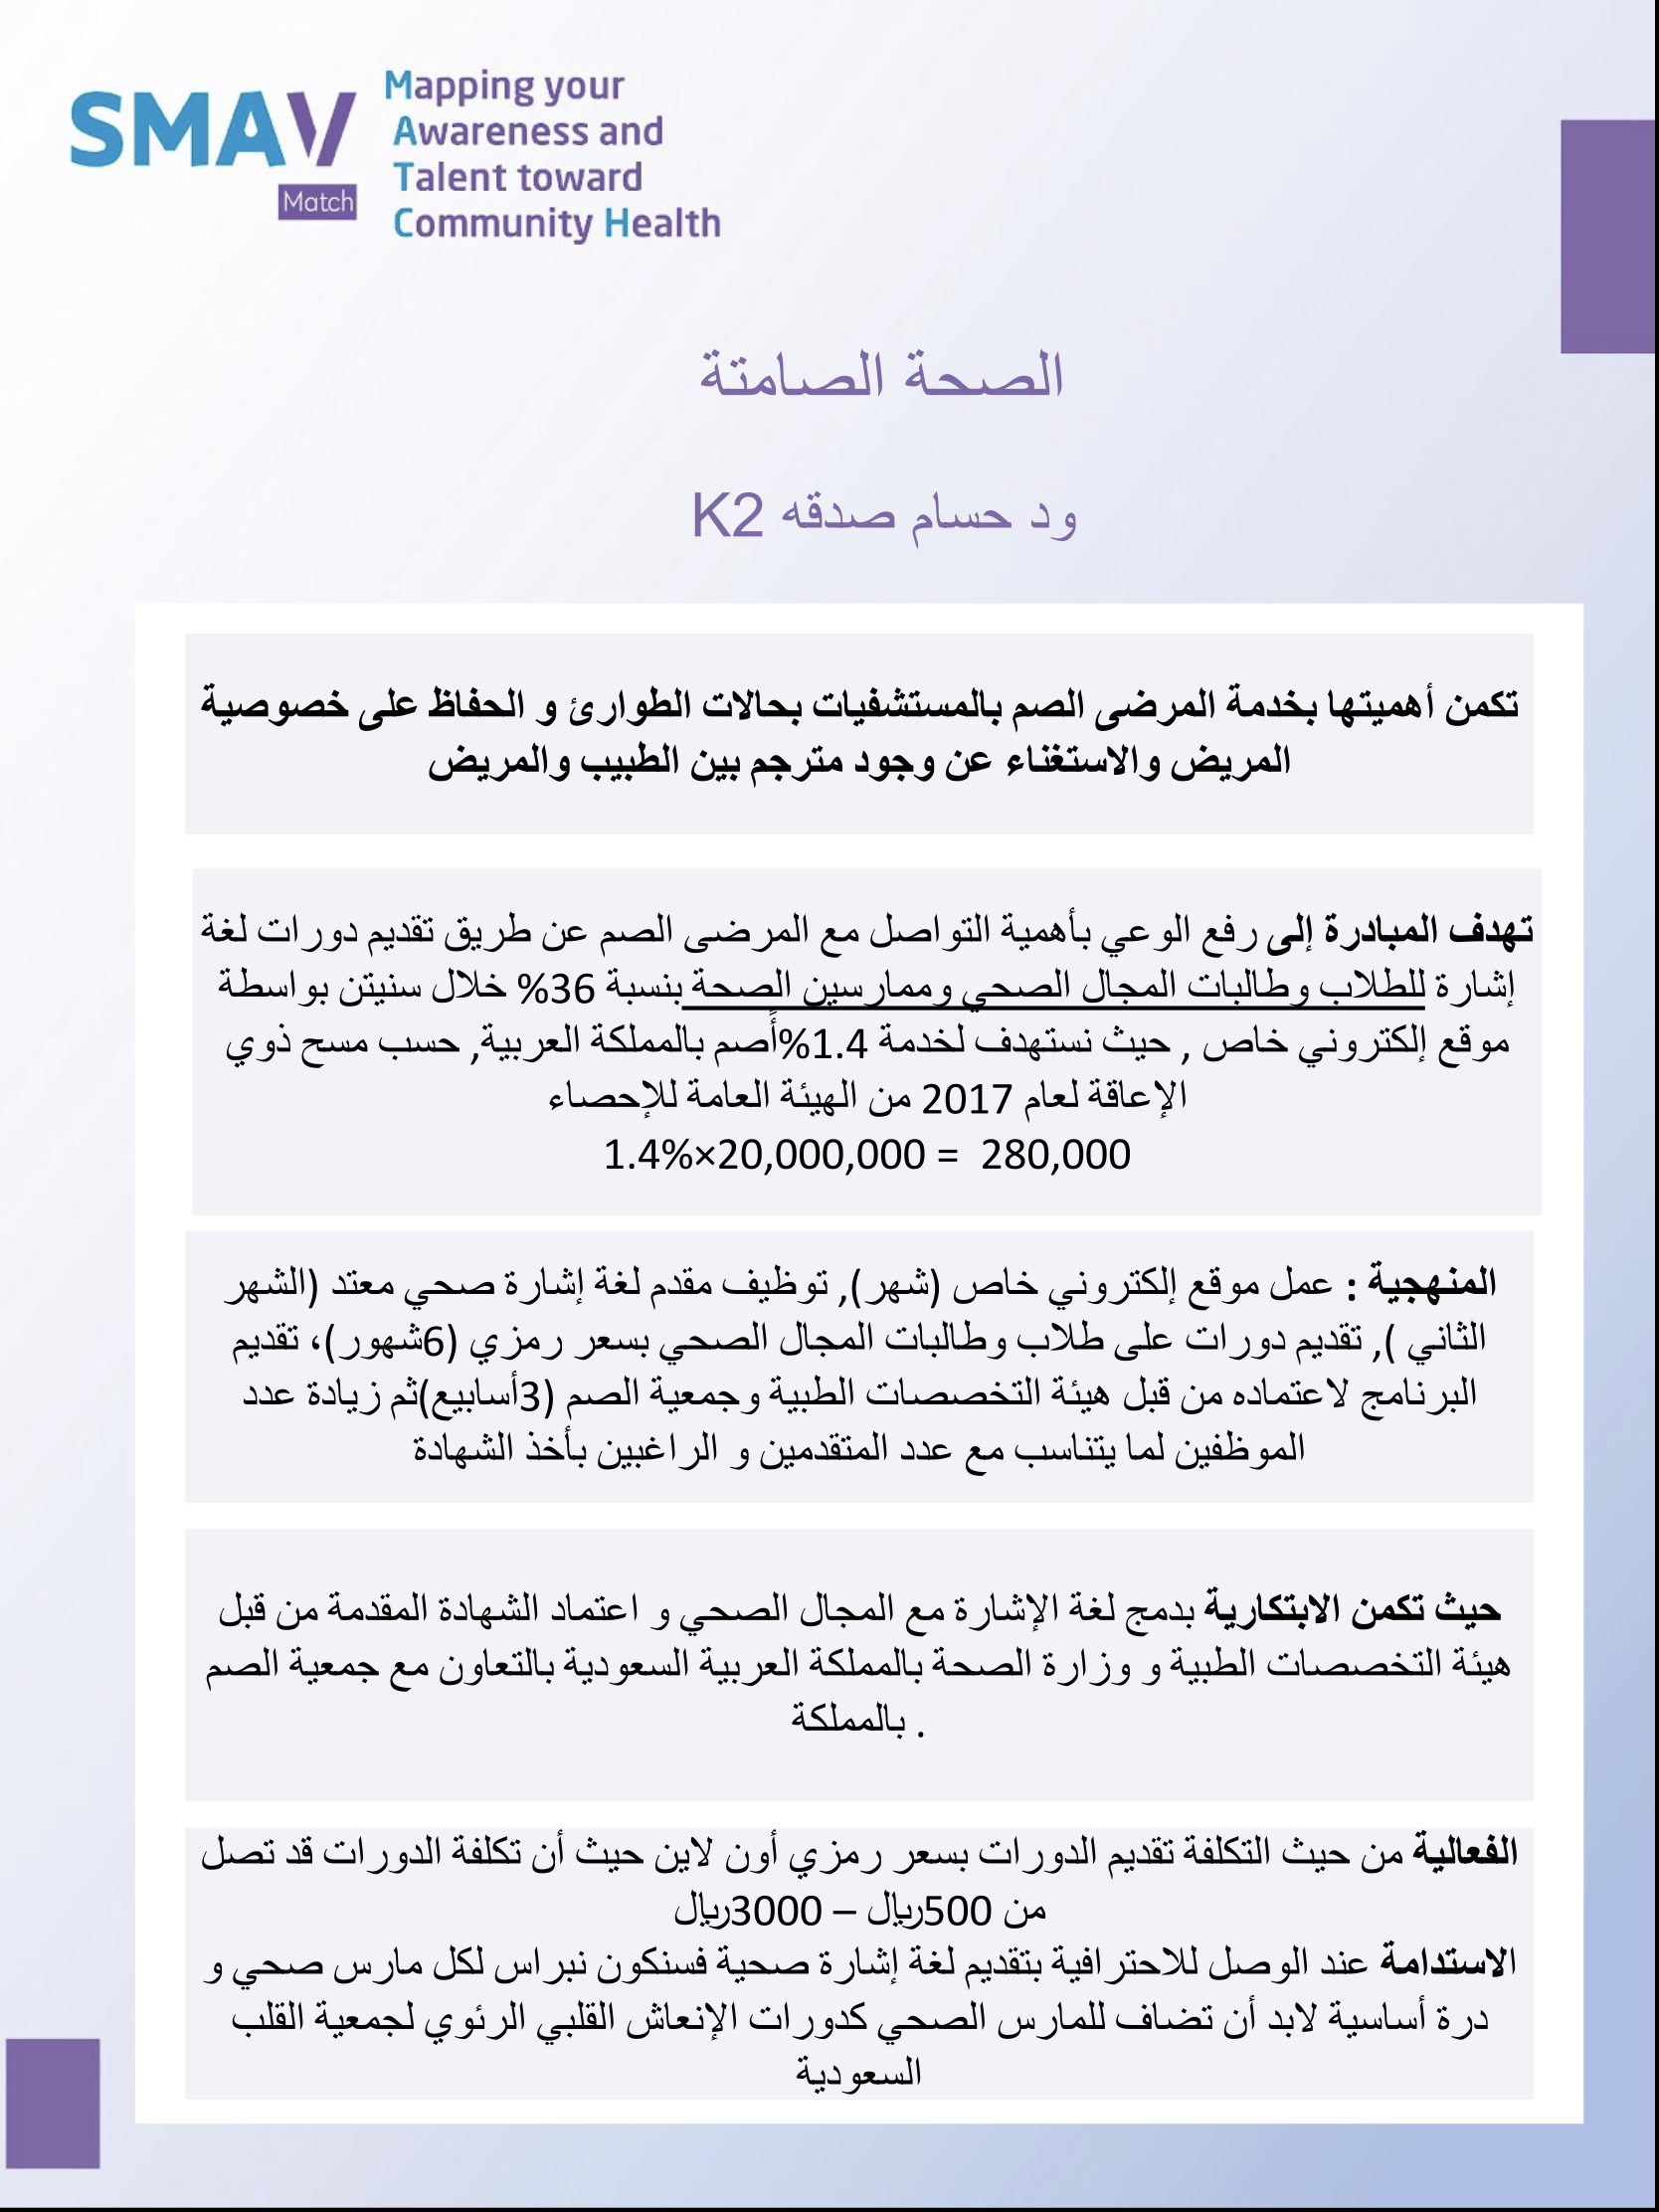 SMAV
Match
Mapping your
Awareness and
Talent toward
Community Health
الصحة الصامتة
ود حسام صدقه K2
تكمن أهميتها بخدمة المرضى الصم بالمستشفيات بحالات الطوارئ و الحفاظ على خصوصية
المريض والاستغناء عن وجود مترجم بين الطبيب والمريض
تهدف المبادرة إلى رفع الوعي بأهمية التواصل مع المرضى الصم عن طريق تقديم دورات لغة
إشارة للطلاب وطالبات المجال الصحي وممارسين الصحة بنسبة 36% خلال سنيتن بواسطة
موقع إلكتروني خاص , حيث نستهدف لخدمة 1.4%أَصم بالمملكة العربية, حسب مسح ذوي
الإعاقة لعام 2017 من الهيئة العامة للإحصاء
1.4%×20,000,000 = 280,000
المنهجية : عمل موقع إلكتروني خاص (شهر), توظيف مقدم لغة إشارة صحي معتد (الشهر
الثاني ), تقديم دورات على طلاب وطالبات المجال الصحي بسعر رمزي (6شهور)، تقديم
البرنامج لاعتماده من قبل هيئة التخصصات الطبية وجمعية الصم (3أسابيع)ثم زيادة عدد
الموظفين لما يتناسب مع عدد المتقدمين و الراغبين بأخذ الشهادة
حيث تكمن الابتكارية بدمج لغة الإشارة مع المجال الصحي و اعتماد الشهادة المقدمة من قبل
هيئة التخصصات الطبية و وزارة الصحة بالمملكة العربية السعودية بالتعاون مع جمعية الصم
. بالمملكة
الفعالية من حيث التكلفة تقديم الدورات بسعر رمزي أون لاين حيث أن تكلفة الدورات قد تصل
من 500ريال – 3000ريال
الاستدامة عند الوصل للاحترافية بتقديم لغة إشارة صحية فسنكون نبراس لكل مارس صحي و
درة أساسية لابد أن تضاف للمارس الصحي كدورات الإنعاش القلبي الرئوي لجمعية القلب
السعودية